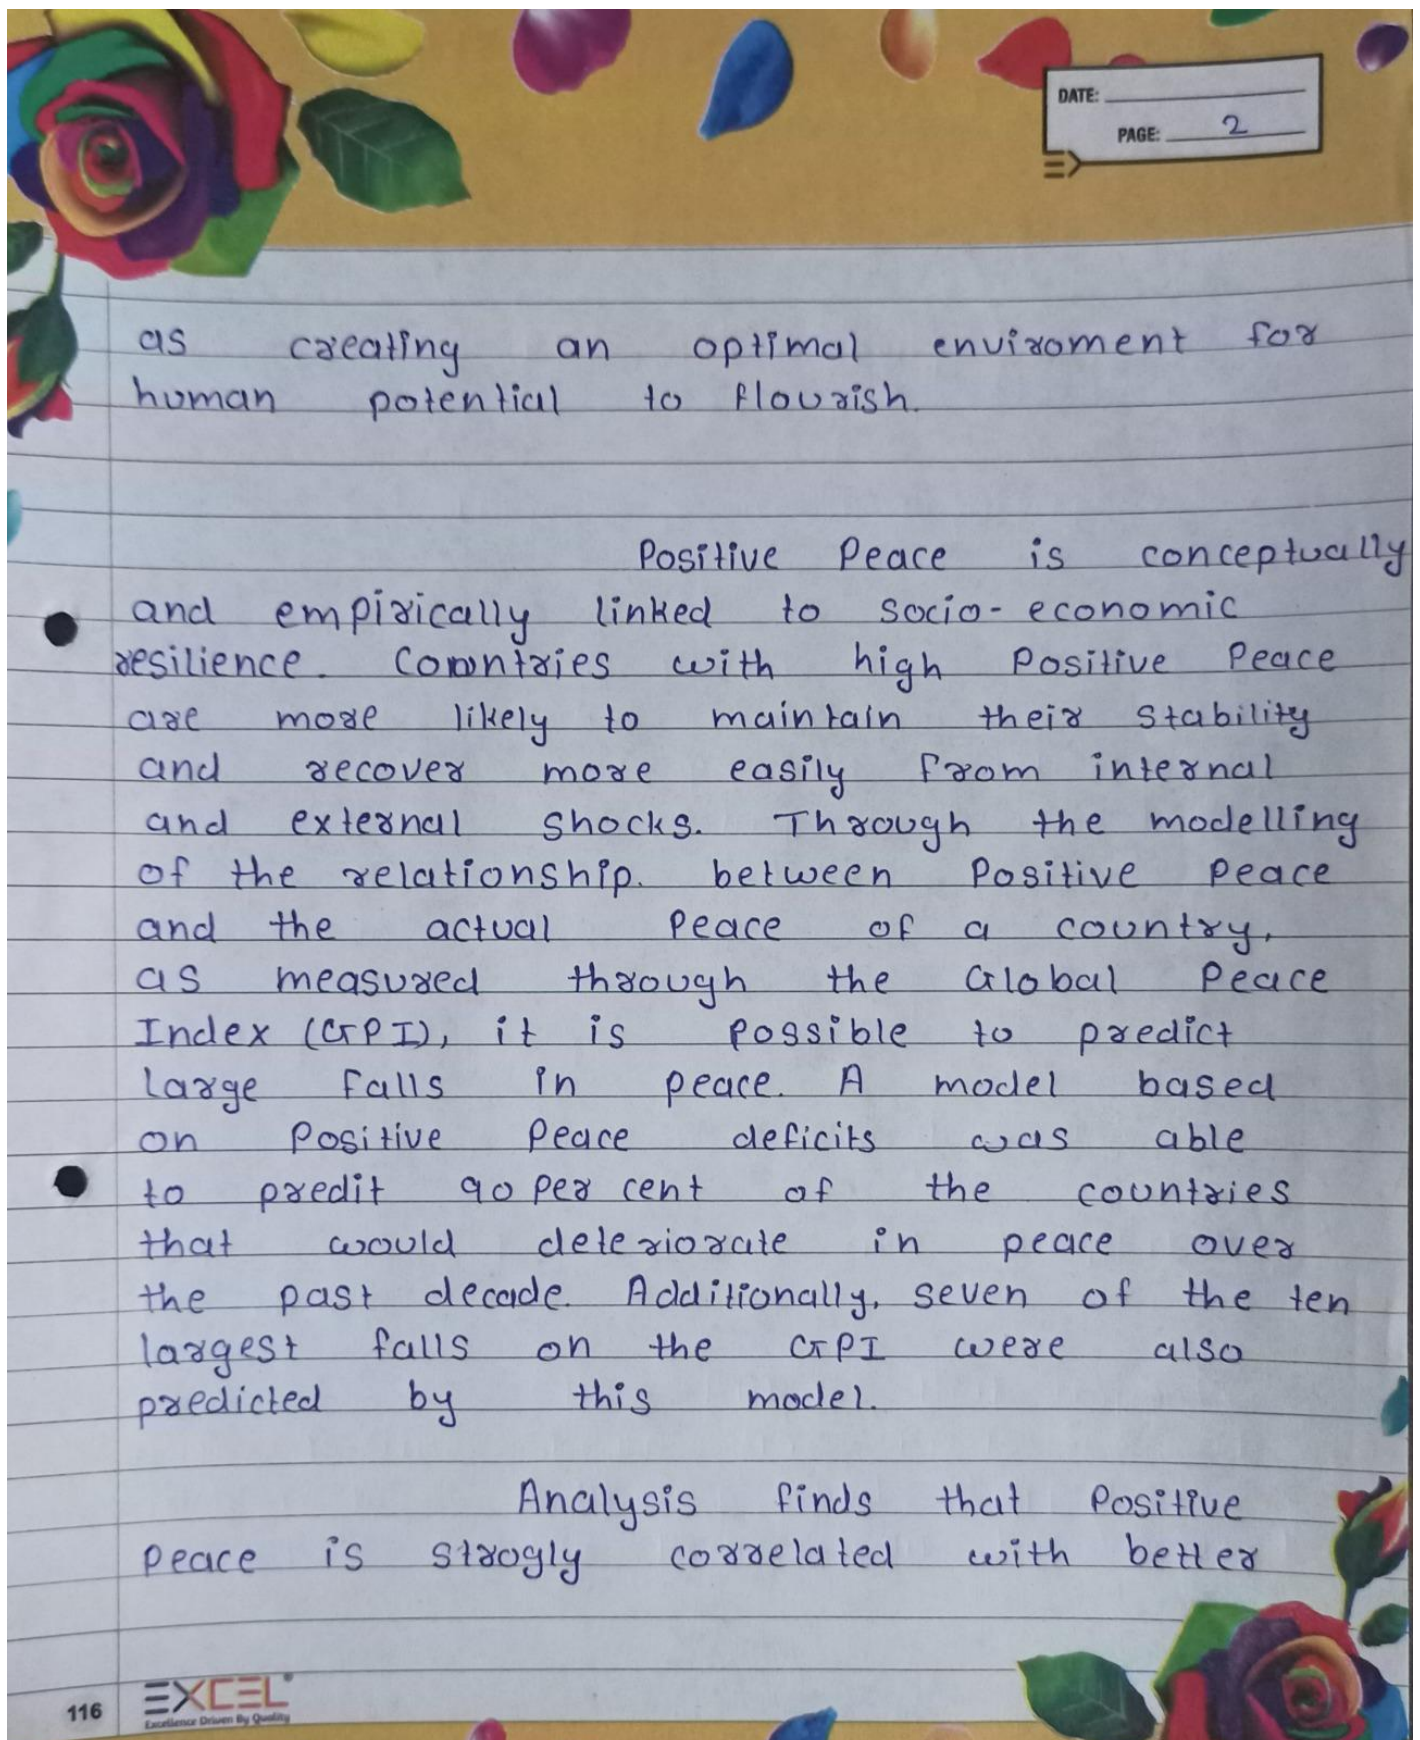 DATE:
PAGE: 2
as creating an optimal enviroment for
human potential to flourish.
Positive Peace is conceptually
and empirically linked to socio-economic
resilience. Countries with high Positive Peace
are more likely to maintain their stability
and recover more easily from internal
and external shocks. Through the modelling
of the relationship. between Positive Peace
and the actual Peace of a country,
as measured through the Global Peace
Index (GPI), it is possible to predict
large falls in peace. A model based
on Positive Peace deficits was able
to predit 90 per cent of the countries
that would deteriorate in peace over
the past decade. Additionally, seven of the ten
largest falls on the GPI were also
predicted by this model.
Analysis finds that Positive
peace is strogly correlated with better
116
EXCEL
Excellence Driven By Quality